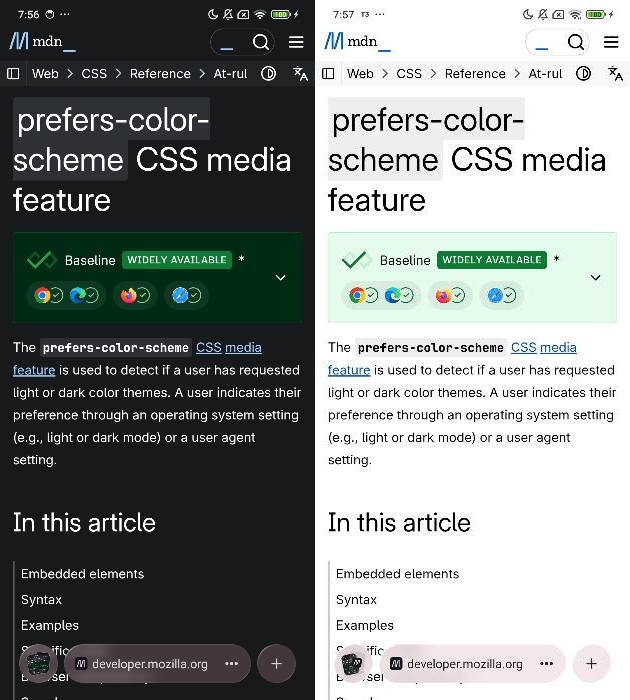 7:56
mdn_
Web > CSS > Reference > At-rul
prefers-color-
scheme CSS media
feature
Baseline WIDELY AVAILABLE *
The prefers-color-scheme CSS media
feature is used to detect if a user has requested
light or dark color themes. A user indicates their
preference through an operating system setting
(e.g., light or dark mode) or a user agent
setting.
In this article
Embedded elements
Syntax
Examples
developer.mozilla.org
7:57 T3
mdn_
Web > CSS > Reference > At-rul
prefers-color-
scheme CSS media
feature
Baseline WIDELY AVAILABLE *
The prefers-color-scheme CSS media
feature is used to detect if a user has requested
light or dark color themes. A user indicates their
preference through an operating system setting
(e.g., light or dark mode) or a user agent
setting.
In this article
Embedded elements
Syntax
Examples
developer.mozilla.org